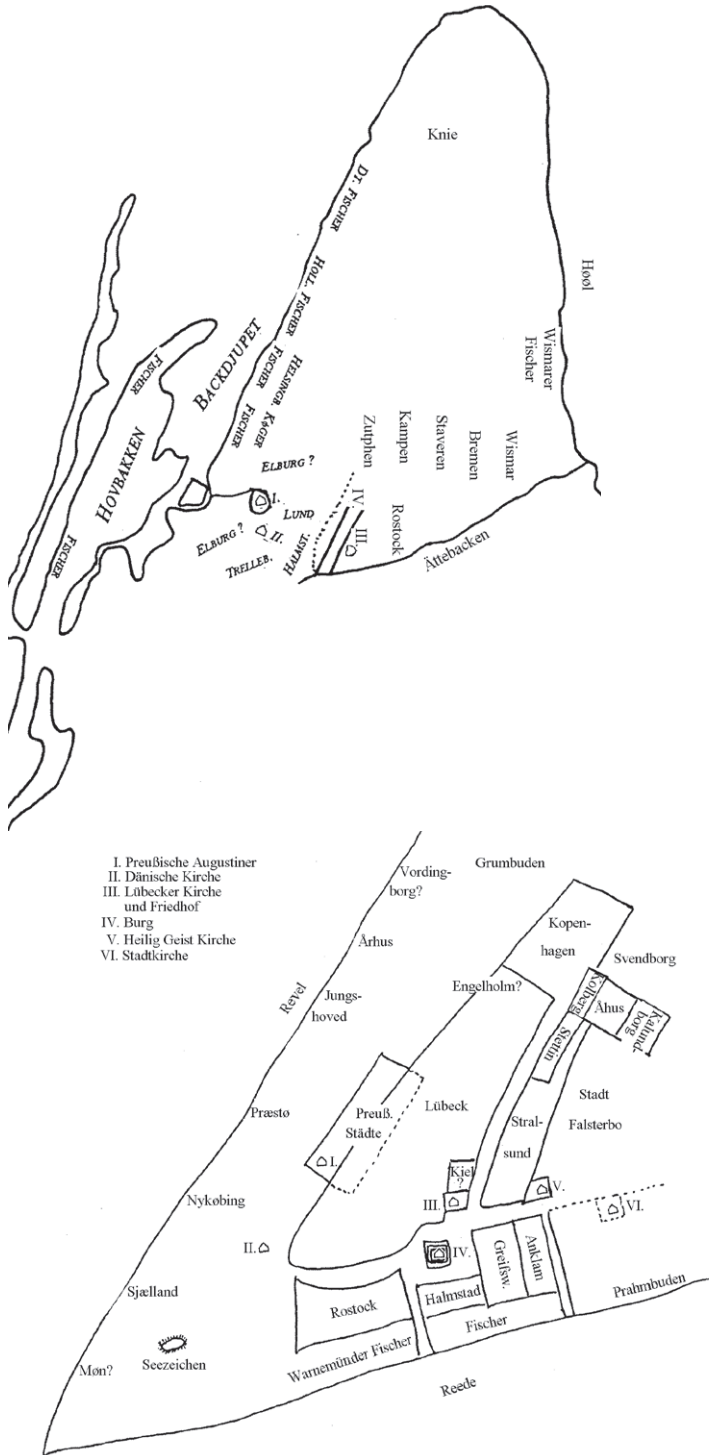 Knie
DT. FISCHER
HOLL. FISCHER
HELSINGB. FISCHER
KØGER FISCHER
Høøl
Wismarer
Fischer
FISCHER
BACKDJUPET
HOVBAKKEN
FISCHER
Zutphen
Kampen
Staveren
Bremen
Wismar
ELBURG ?
I.
LUND
ELBURG ?
II.
TRELLEB.
HALMST.
IV
III.
Rostock
Ättebacken
I. Preußische Augustiner
II. Dänische Kirche
III. Lübecker Kirche
und Friedhof
IV. Burg
V. Heilig Geist Kirche
VI. Stadtkirche
Vording-
borg?
Grumbuden
Kopen-
hagen
Århus
Svendborg
Revel
Jungs-
hoved
Engelholm?
Kolberg
Åhus
Kalund-
borg
Stettin
Præstø
Preuß.
Städte
Lübeck
Stral-
sund
Stadt
Falsterbo
I.
Kiel
?
III.
V.
VI.
Nykøbing
II.
IV.
Greifsw.
Anklam
Sjælland
Rostock
Halmstad
Prahmbuden
Fischer
Warnemünder Fischer
Møn?
Seezeichen
Reede